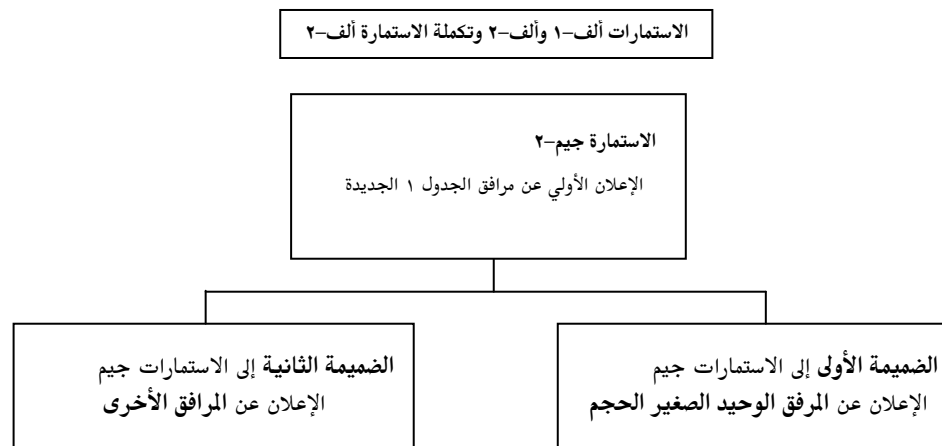 الاستمارات ألف-١ وألف-٢ وتكملة الاستمارة ألف-٢
الاستمارة جيم-٢
الإعلان الأولي عن مرافق الجدول ١ الجديدة
الضميمة الأولى إلى الاستمارات جيم
الإعلان عن المرفق الوحيد الصغير الحجم
الضميمة الثانية إلى الاستمارات جيم
الإعلان عن المرافق الأخرى